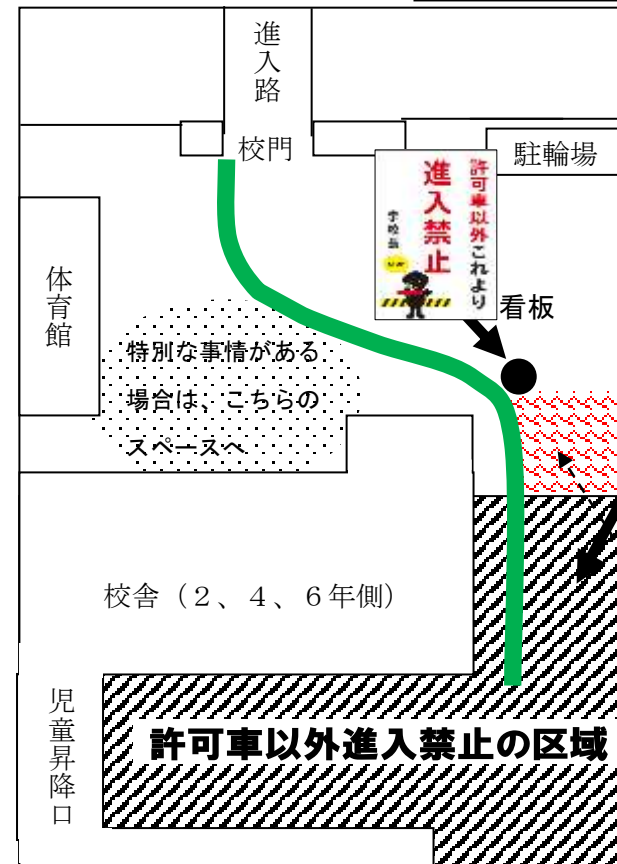 進入路
校門
駐輪場
許可車以外これより
進入禁止
学校長
看板
体育館
特別な事情がある
場合は、こちらの
スペースへ
校舎（２、４、６年側）
児童昇降口
許可車以外進入禁止の区域